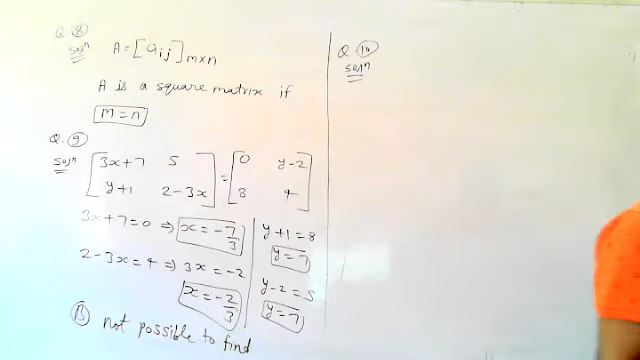 Q. 8
Soln
A = [aij]m×n
A is a square matrix if
m = n
Q. 9
Soln
[3x+7 5] = [0 y-2]
[y+1 2-3x] [8 4]
3x+7=0 ⇒ x = -7/3
2-3x=4 ⇒ 3x=-2
x = -2/3
y+1=8
y=7
y-2=5
y=7
B not possible to find
Q 10
Soln